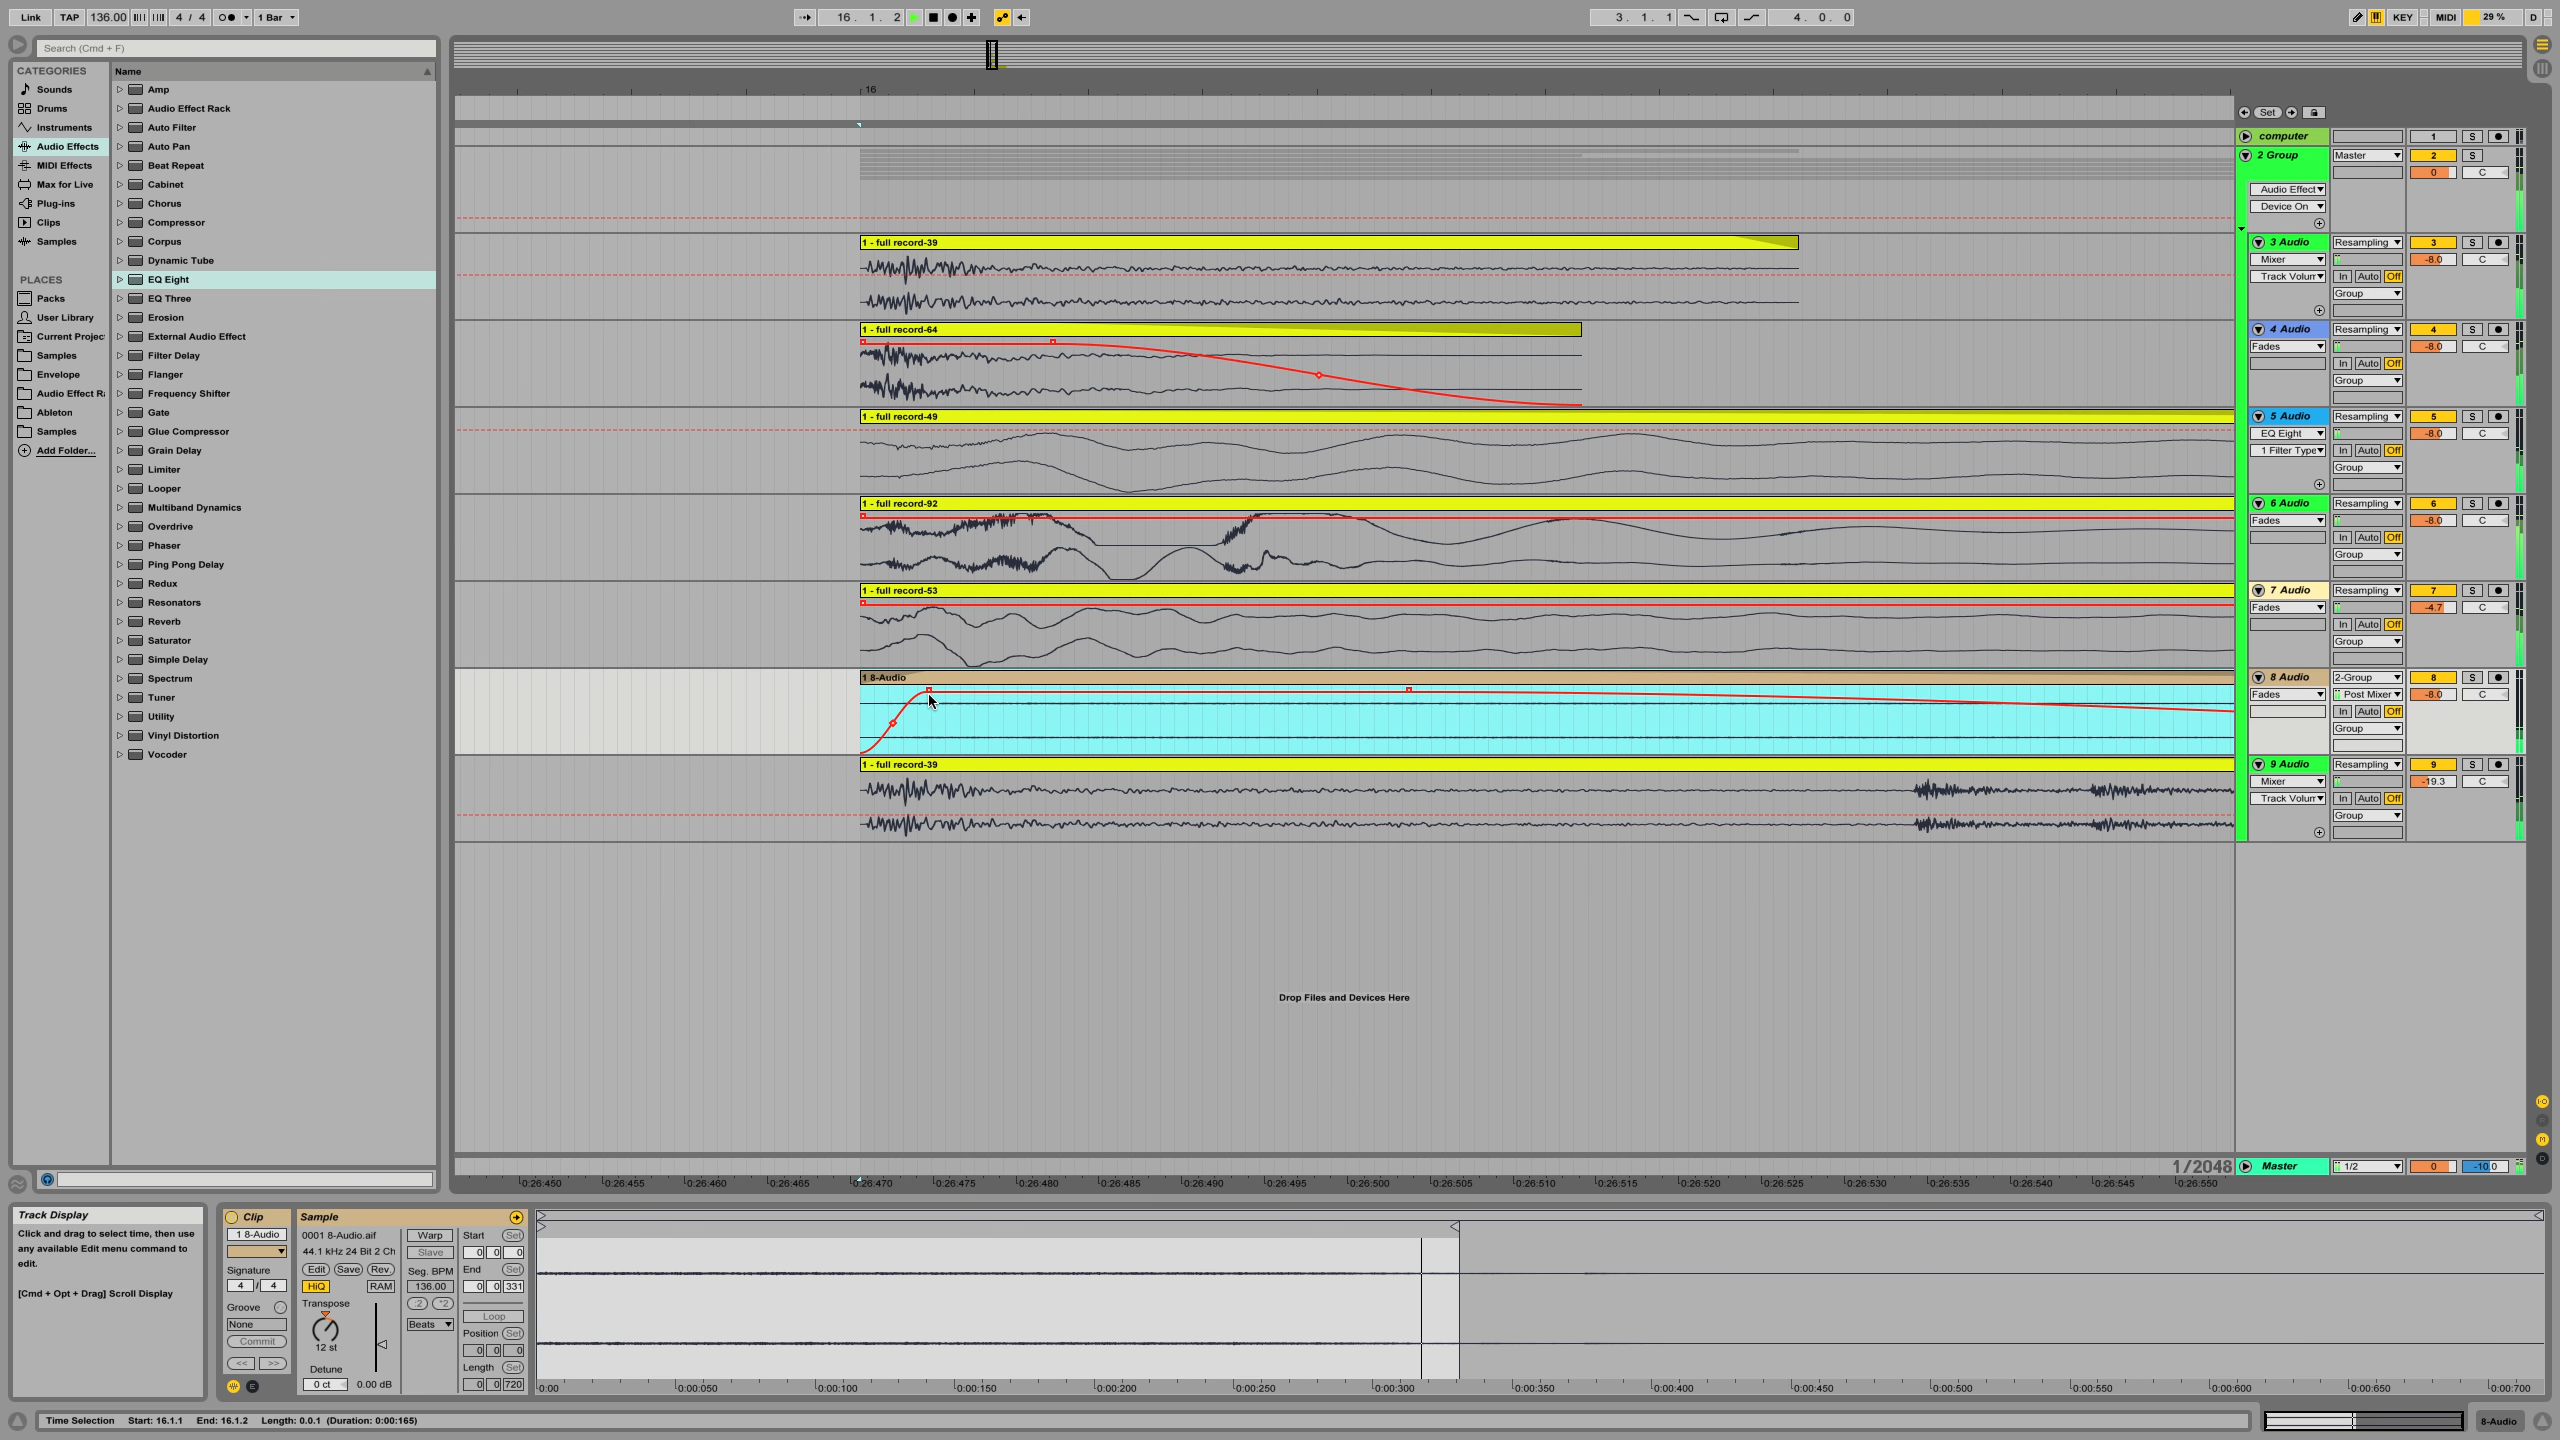 Link TAP 136.00 4 / 4 1 Bar
16. 1. 2
3. 1. 1 4. 0. 0
KEY MIDI 29 % D
Search (Cmd + F)
CATEGORIES
Sounds
Drums
Instruments
Audio Effects
MIDI Effects
Max for Live
Plug-ins
Clips
Samples
PLACES
Packs
User Library
Current Projec
Samples
Envelope
Audio Effect Ra
Ableton
Samples
Add Folder...
Name
Amp
Audio Effect Rack
Auto Filter
Auto Pan
Beat Repeat
Cabinet
Chorus
Compressor
Corpus
Dynamic Tube
EQ Eight
EQ Three
Erosion
External Audio Effect
Filter Delay
Flanger
Frequency Shifter
Gate
Glue Compressor
Grain Delay
Limiter
Looper
Multiband Dynamics
Overdrive
Phaser
Ping Pong Delay
Redux
Resonators
Reverb
Saturator
Simple Delay
Spectrum
Tuner
Utility
Vinyl Distortion
Vocoder
16
Set
computer 1 S
2 Group Master 2 S
0 C
Audio Effect
Device On
1 - full record-39
3 Audio Resampling 3 S
Mixer -8.0 C
Track Volum In Auto Off
Group
1 - full record-64
4 Audio Resampling 4 S
Fades -8.0 C
In Auto Off
Group
1 - full record-49
5 Audio Resampling 5 S
EQ Eight -8.0 C
1 Filter Type In Auto Off
Group
1 - full record-92
6 Audio Resampling 6 S
Fades -8.0 C
In Auto Off
Group
1 - full record-53
7 Audio Resampling 7 S
Fades -4.7 C
In Auto Off
Group
1 8-Audio
8 Audio 2-Group 8 S
Fades Post Mixer -8.0 C
In Auto Off
Group
1 - full record-39
9 Audio Resampling 9 S
Mixer -19.3 C
Track Volum In Auto Off
Group
Drop Files and Devices Here
1/2048
Master 1/2 0 -10.0
0:26:450 0:26:455 0:26:460 0:26:465 0:26:470 0:26:475 0:26:480 0:26:485 0:26:490 0:26:495 0:26:500 0:26:505 0:26:510 0:26:515 0:26:520 0:26:525 0:26:530 0:26:535 0:26:540 0:26:545 0:26:550
Track Display
Click and drag to select time, then use
any available Edit menu command to
edit.
[Cmd + Opt + Drag] Scroll Display
Clip
1 8-Audio
Signature
4 / 4
Groove
None
Commit
<< >>
Sample
0001 8-Audio.aif
44.1 kHz 24 Bit 2 Ch
Edit Save Rev.
HiQ RAM
Transpose
12 st
Detune
0 ct 0.00 dB
Warp
Slave
Seg. BPM
136.00
:2 *2
Beats
Start Set
0 0 0
End Set
0 0 331
Loop
Position Set
0 0 0
Length Set
0 0 720
0:00 0:00:050 0:00:100 0:00:150 0:00:200 0:00:250 0:00:300 0:00:350 0:00:400 0:00:450 0:00:500 0:00:550 0:00:600 0:00:650 0:00:700
Time Selection Start: 16.1.1 End: 16.1.2 Length: 0.0.1 (Duration: 0:00:165)
8-Audio